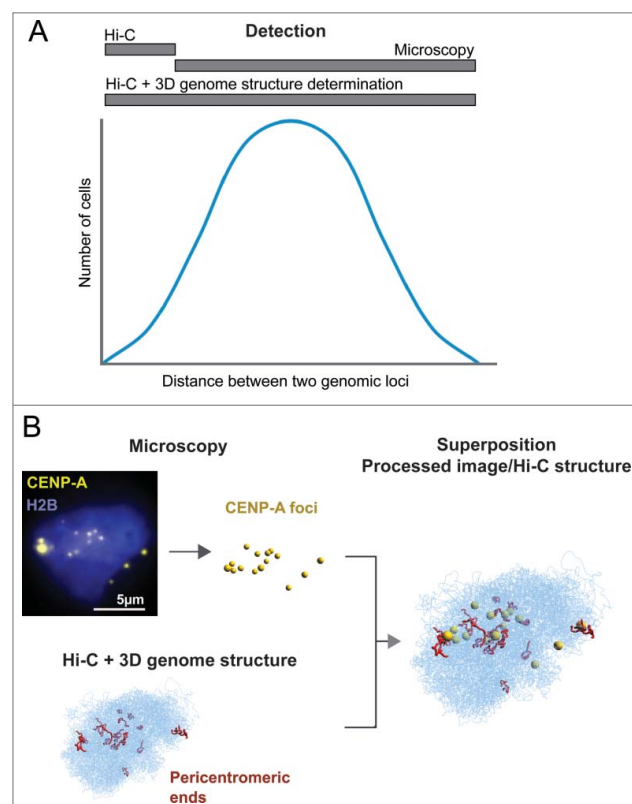 A
Detection
Hi-C
Microscopy
Hi-C + 3D genome structure determination
Number of cells
Distance between two genomic loci
B
Microscopy
Superposition
Processed image/Hi-C structure
CENP-A
H2B
CENP-A foci
5μm
Hi-C + 3D genome structure
Pericentromeric
ends